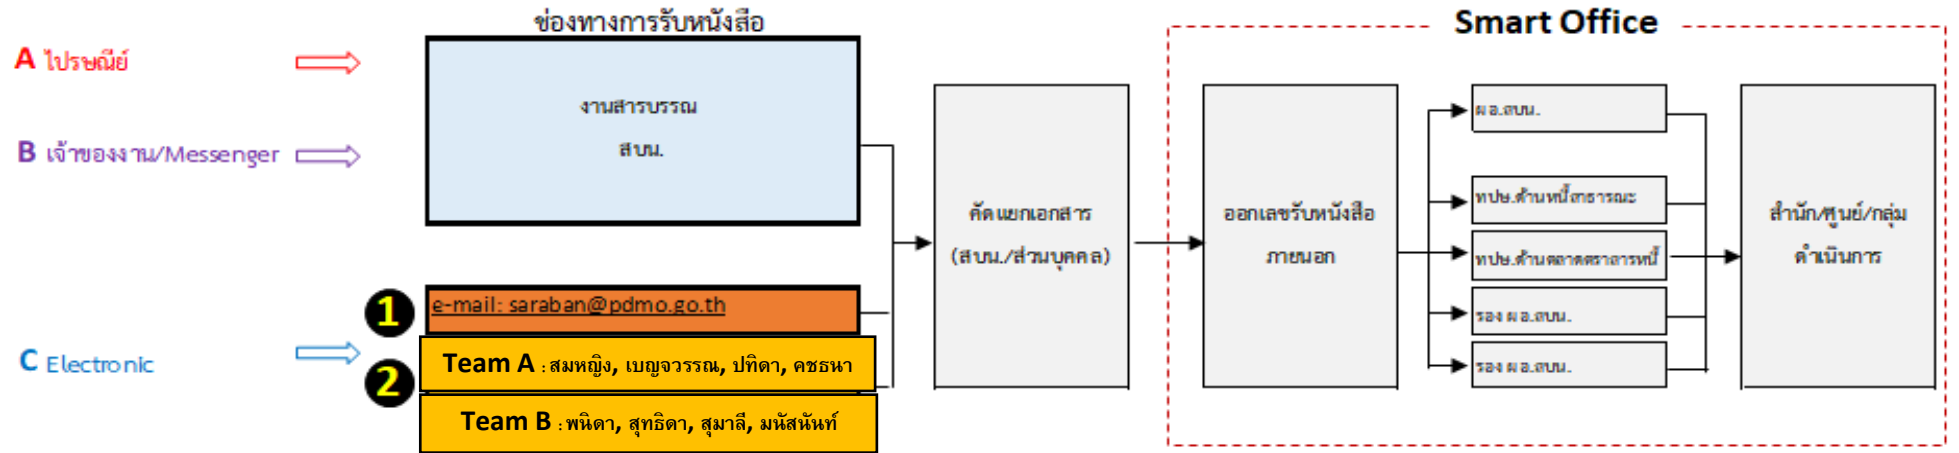 ช่องทางการรับหนังสือ
Smart Office
A ไปรษณีย์
B เจ้าของงาน/Messenger
C Electronic
งานสารบรรณ
สบน.
1
e-mail: saraban@pdmo.go.th
2
Team A : สมหญิง, เบญจวรรณ, ปทิดา, คชธนา
Team B : พนิดา, สุทธิดา, สุมาลี, มนัสนันท์
คัดแยกเอกสาร
(สบน./ส่วนบุคคล)
ออกเลขรับหนังสือ
ภายนอก
ผอ.สบน.
ทปษ.ด้านหนี้สาธารณะ
ทปษ.ด้านตลาดตราสารหนี้
รอง ผอ.สบน.
รอง ผอ.สบน.
สำนัก/ศูนย์/กลุ่ม
ดำเนินการ